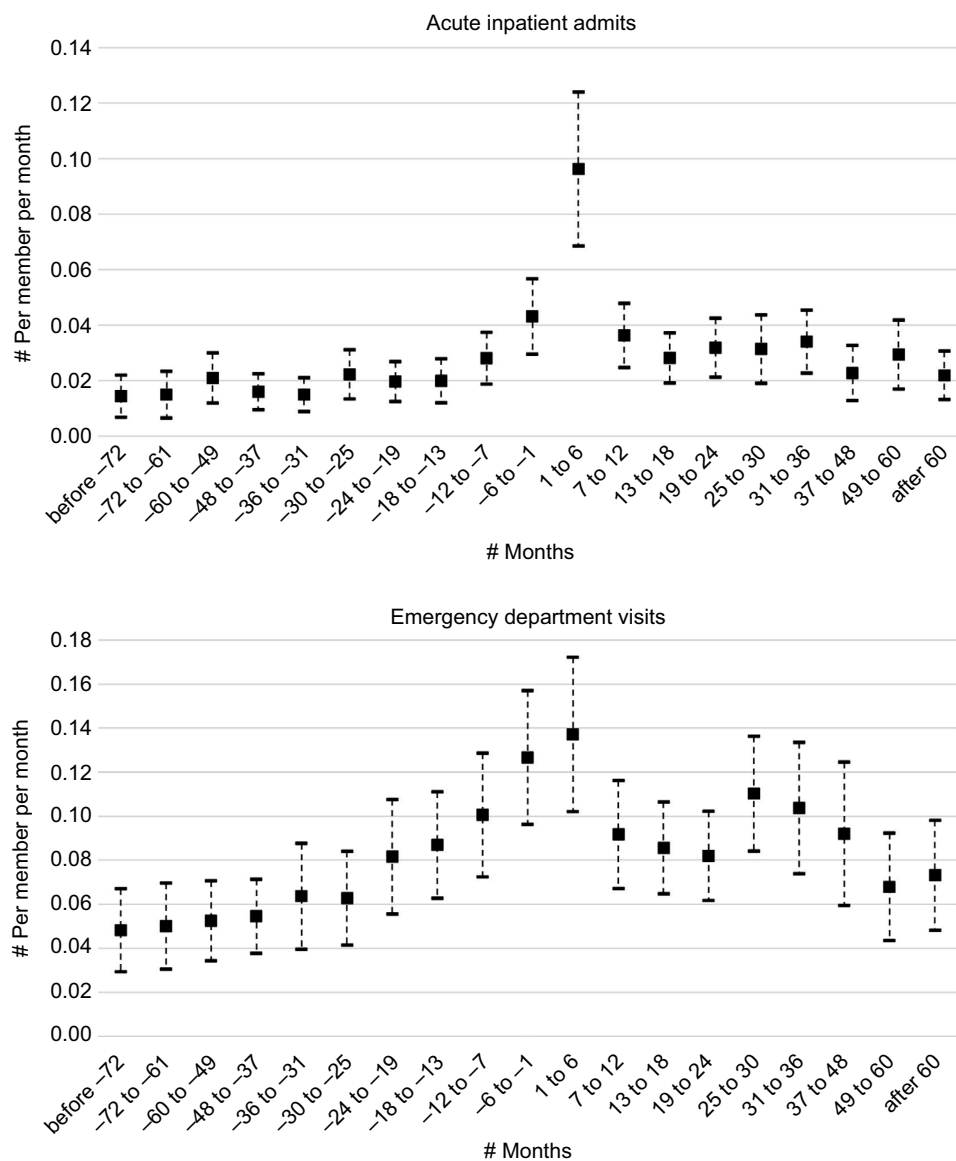 Acute inpatient admits
# Per member per month
0.14
0.12
0.10
0.08
0.06
0.04
0.02
0.00
before –72
–72 to –61
–60 to –49
–48 to –37
–36 to –31
–30 to –25
–24 to –19
–18 to –13
–12 to –7
–6 to –1
1 to 6
7 to 12
13 to 18
19 to 24
25 to 30
31 to 36
37 to 48
49 to 60
after 60
# Months
Emergency department visits
# Per member per month
0.18
0.16
0.14
0.12
0.10
0.08
0.06
0.04
0.02
0.00
before –72
–72 to –61
–60 to –49
–48 to –37
–36 to –31
–30 to –25
–24 to –19
–18 to –13
–12 to –7
–6 to –1
1 to 6
7 to 12
13 to 18
19 to 24
25 to 30
31 to 36
37 to 48
49 to 60
after 60
# Months